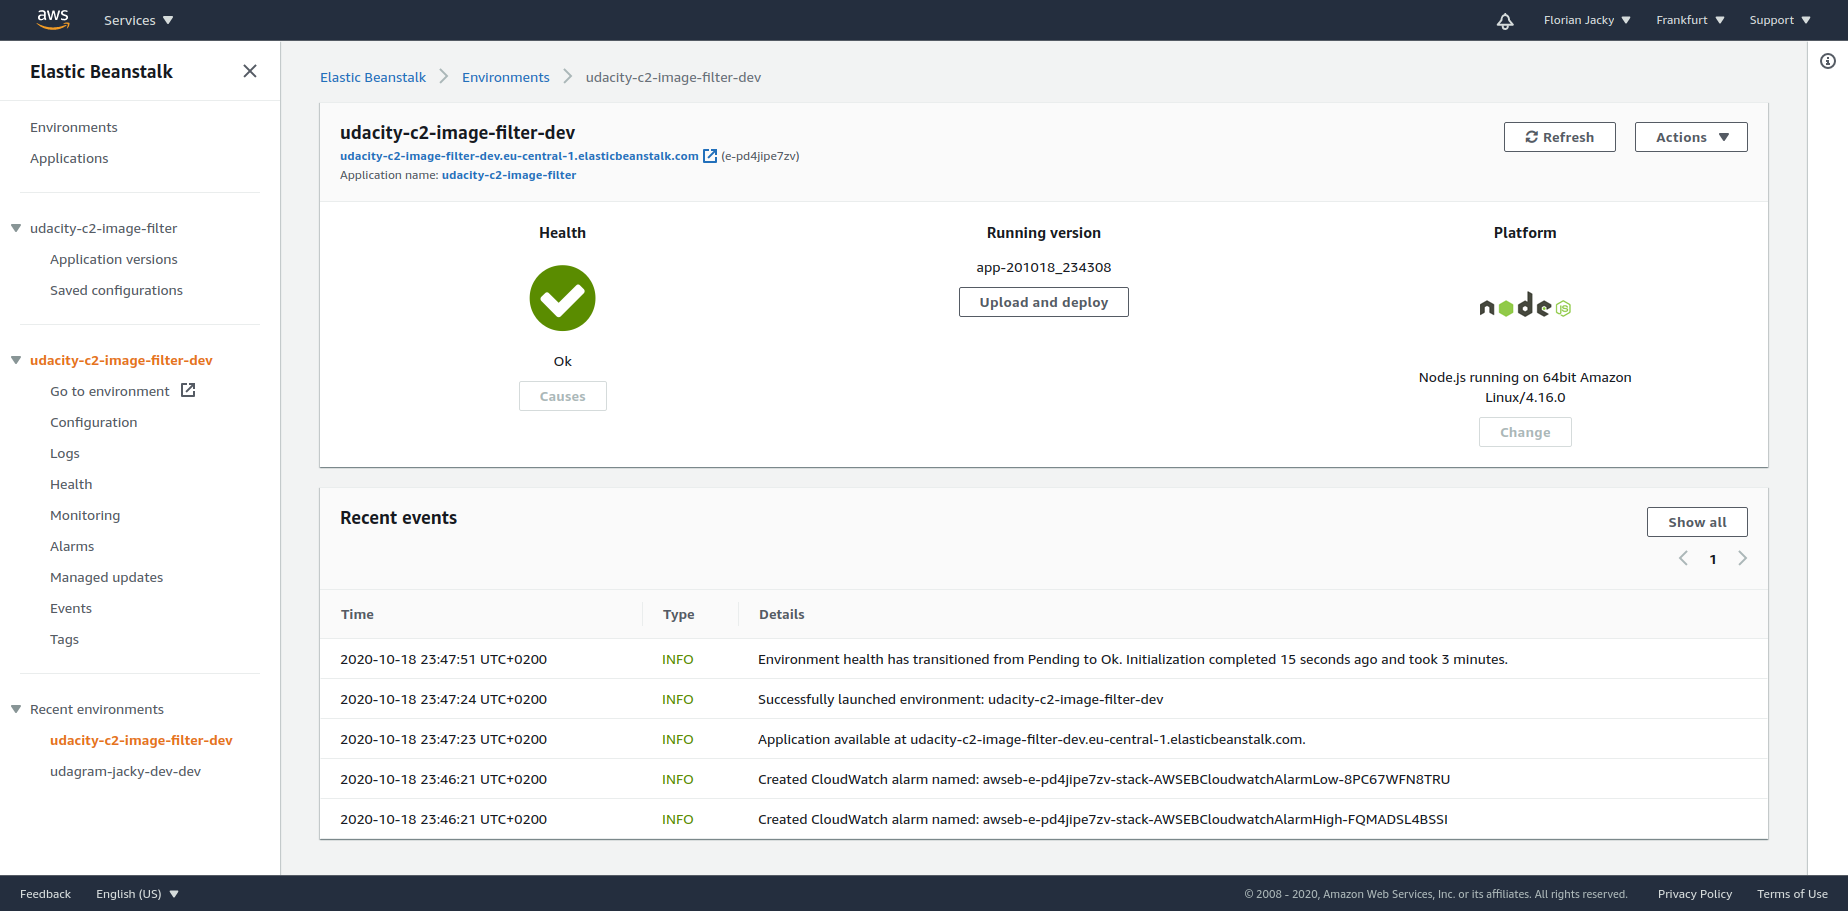 aws
Services
Florian Jacky
Frankfurt
Support
Elastic Beanstalk
Environments
Applications
udacity-c2-image-filter
Application versions
Saved configurations
udacity-c2-image-filter-dev
Go to environment
Configuration
Logs
Health
Monitoring
Alarms
Managed updates
Events
Tags
Recent environments
udacity-c2-image-filter-dev
udagram-jacky-dev-dev
Elastic Beanstalk
Environments
udacity-c2-image-filter-dev
udacity-c2-image-filter-dev
udacity-c2-image-filter-dev.eu-central-1.elasticbeanstalk.com (e-pd4jipe7zv)
Application name: udacity-c2-image-filter
Refresh
Actions
Health
Ok
Causes
Running version
app-201018_234308
Upload and deploy
Platform
node JS
Node.js running on 64bit Amazon
Linux/4.16.0
Change
Recent events
Show all
1
Time Type Details
2020-10-18 23:47:51 UTC+0200 INFO Environment health has transitioned from Pending to Ok. Initialization completed 15 seconds ago and took 3 minutes.
2020-10-18 23:47:24 UTC+0200 INFO Successfully launched environment: udacity-c2-image-filter-dev
2020-10-18 23:47:23 UTC+0200 INFO Application available at udacity-c2-image-filter-dev.eu-central-1.elasticbeanstalk.com.
2020-10-18 23:46:21 UTC+0200 INFO Created CloudWatch alarm named: awseb-e-pd4jipe7zv-stack-AWSEBCloudwatchAlarmLow-8PC67WFN8TRU
2020-10-18 23:46:21 UTC+0200 INFO Created CloudWatch alarm named: awseb-e-pd4jipe7zv-stack-AWSEBCloudwatchAlarmHigh-FQMADSL4BSSI
Feedback
English (US)
© 2008 - 2020, Amazon Web Services, Inc. or its affiliates. All rights reserved.
Privacy Policy
Terms of Use